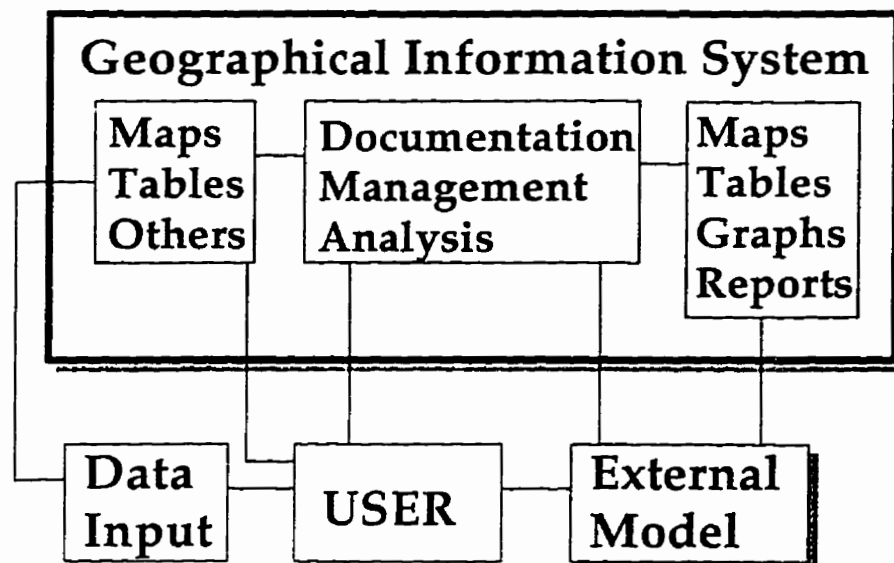 Geographical Information System
Maps
Tables
Others
Documentation
Management
Analysis
Maps
Tables
Graphs
Reports
Data
Input
USER
External
Model